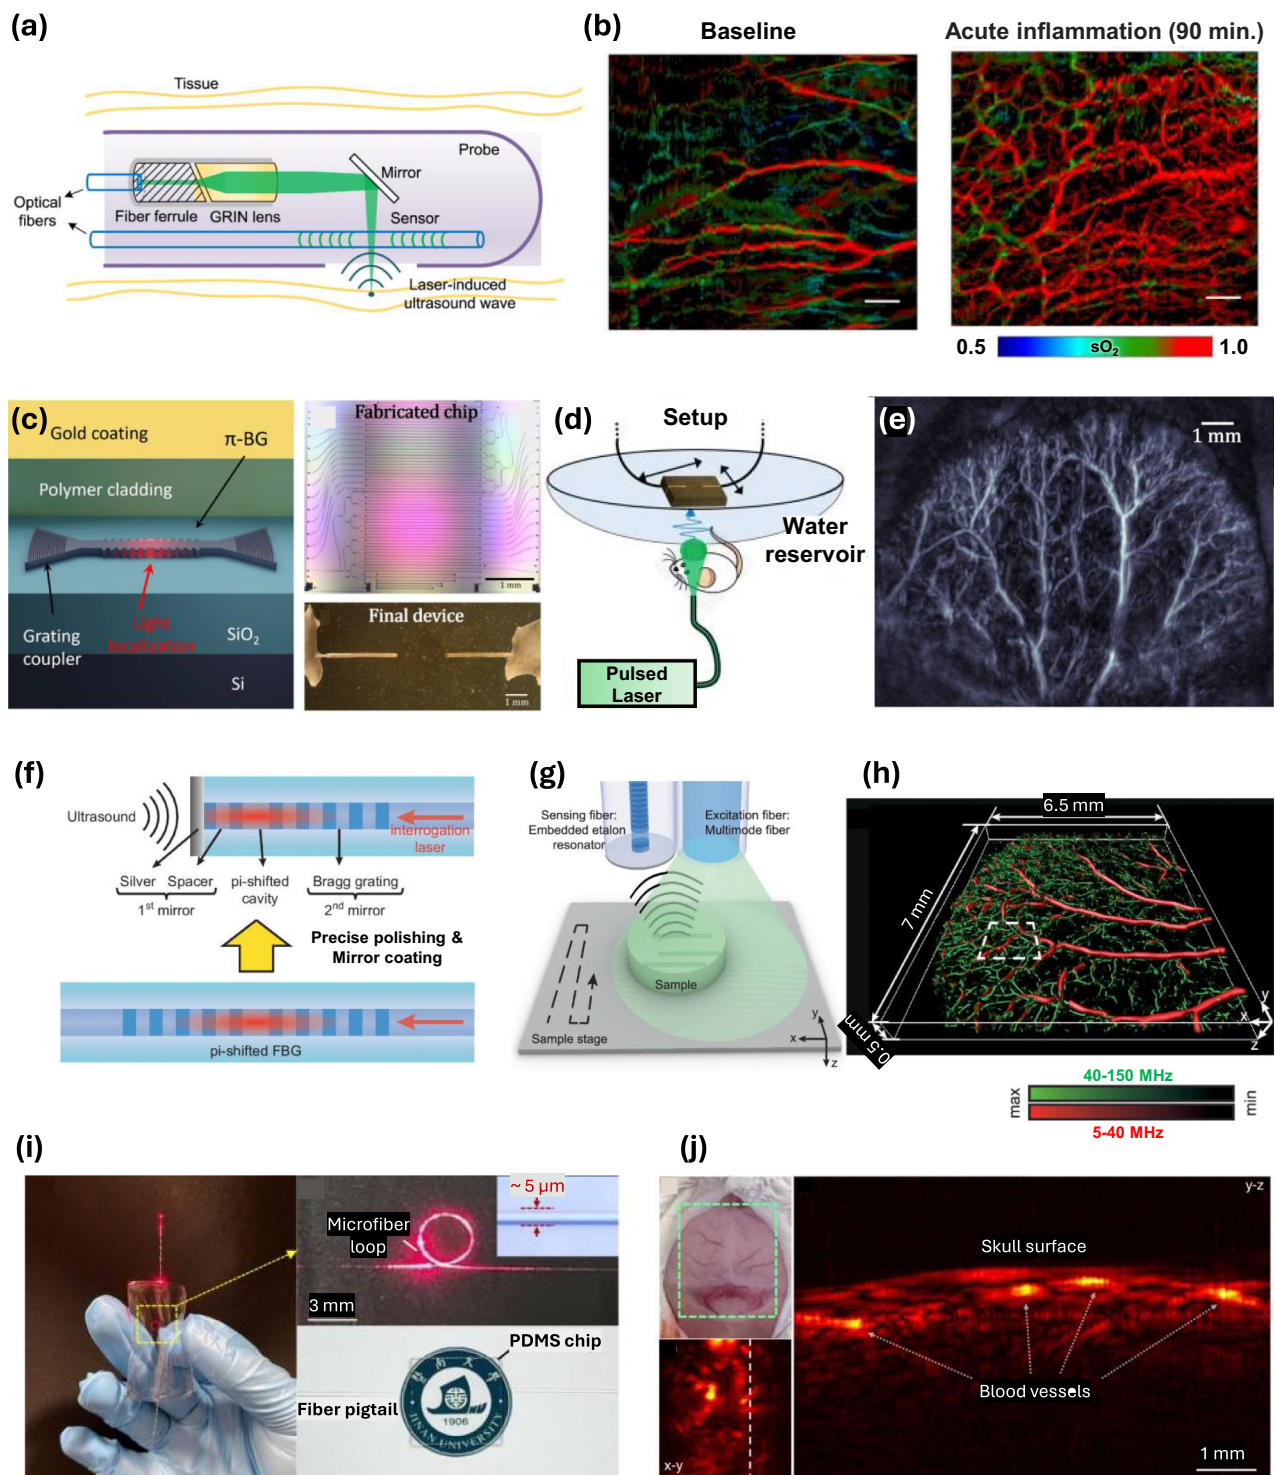 (a)
Tissue
Probe
Mirror
Optical
fibers
Fiber ferrule
GRIN lens
Sensor
Laser-induced
ultrasound wave
(b)
Baseline
Acute inflammation (90 min.)
0.5
sO2
1.0
(c)
Gold coating
π-BG
Polymer cladding
Grating
coupler
Light
localization
SiO2
Si
Fabricated chip
1 mm
Final device
1 mm
(d)
Setup
Water
reservoir
Pulsed
Laser
(e)
1 mm
(f)
Ultrasound
interrogation
laser
Silver
Spacer
pi-shifted
cavity
Bragg grating
1st mirror
2nd mirror
Precise polishing &
Mirror coating
pi-shifted FBG
(g)
Sensing fiber:
Embedded etalon
resonator
Excitation fiber:
Multimode fiber
Sample
Sample stage
y
x
z
(h)
6.5 mm
7 mm
0.5 mm
y
x
z
40-150 MHz
max
min
5-40 MHz
(i)
~ 5 µm
Microfiber
loop
3 mm
PDMS chip
Fiber pigtail
1906
JINAN UNIVERSITY
(j)
y-z
Skull surface
Blood vessels
x-y
1 mm